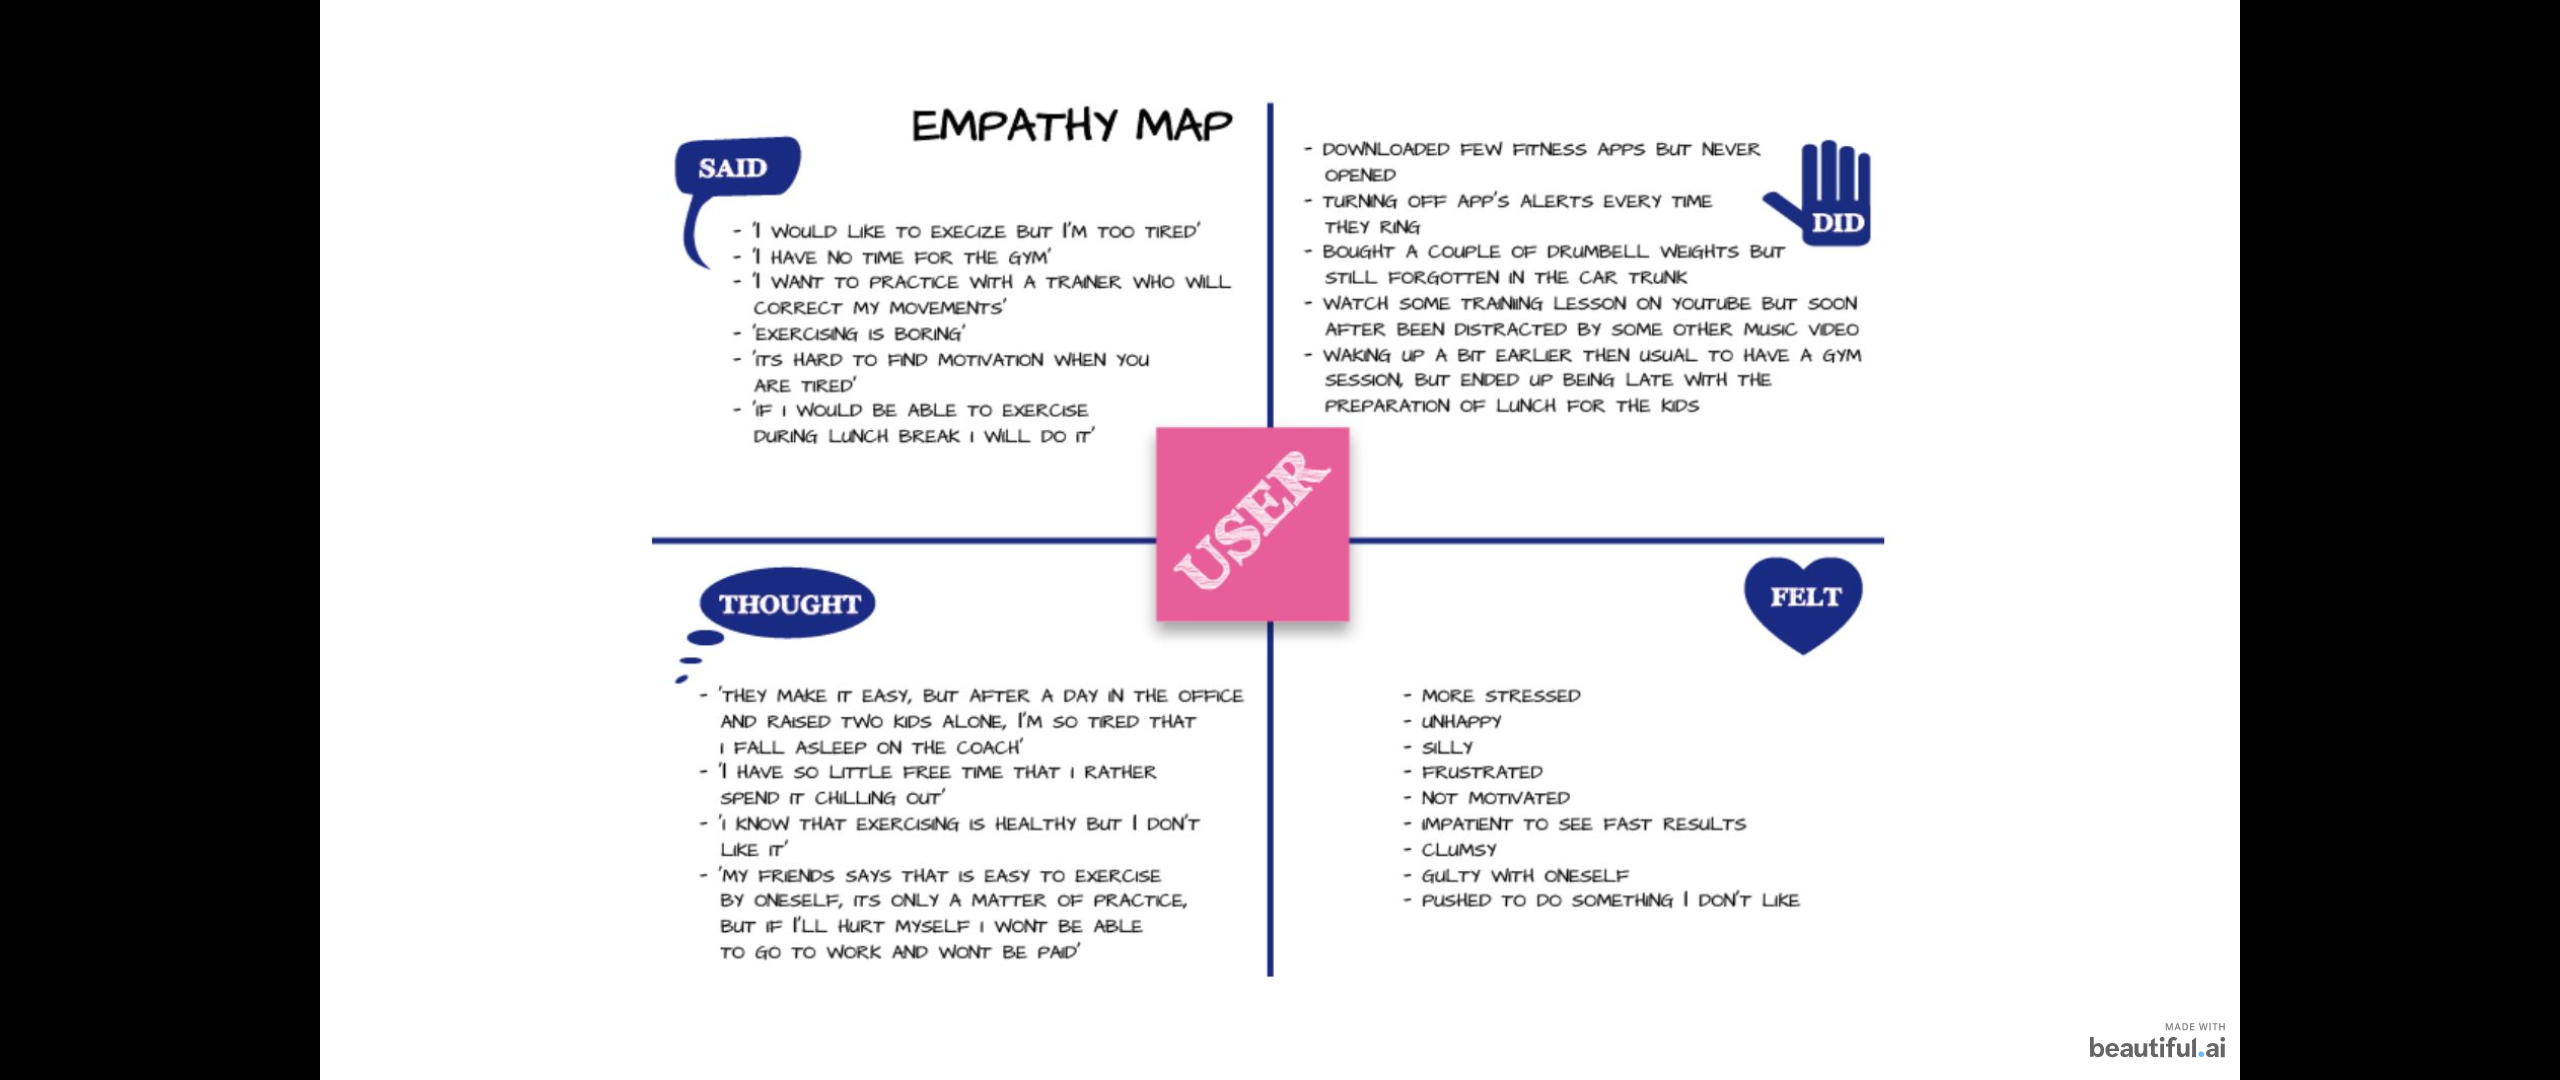 EMPATHY MAP
SAID
- 'I WOULD LIKE TO EXECIZE BUT I'M TOO TIRED'
- 'I HAVE NO TIME FOR THE GYM'
- 'I WANT TO PRACTICE WITH A TRAINER WHO WILL
CORRECT MY MOVEMENTS'
- 'EXERCISING IS BORING'
- 'ITS HARD TO FIND MOTIVATION WHEN YOU
ARE TIRED'
- 'IF I WOULD BE ABLE TO EXERCISE
DURING LUNCH BREAK I WILL DO IT'
DID
- DOWNLOADED FEW FITNESS APPS BUT NEVER
OPENED
- TURNING OFF APP'S ALERTS EVERY TIME
THEY RING
- BOUGHT A COUPLE OF DRUMBELL WEIGHTS BUT
STILL FORGOTTEN IN THE CAR TRUNK
- WATCH SOME TRAINING LESSON ON YOUTUBE BUT SOON
AFTER BEEN DISTRACTED BY SOME OTHER MUSIC VIDEO
- WAKING UP A BIT EARLIER THEN USUAL TO HAVE A GYM
SESSION, BUT ENDED UP BEING LATE WITH THE
PREPARATION OF LUNCH FOR THE KIDS
USER
THOUGHT
- 'THEY MAKE IT EASY, BUT AFTER A DAY IN THE OFFICE
AND RAISED TWO KIDS ALONE, I'M SO TIRED THAT
I FALL ASLEEP ON THE COACH'
- 'I HAVE SO LITTLE FREE TIME THAT I RATHER
SPEND IT CHILLING OUT'
- 'I KNOW THAT EXERCISING IS HEALTHY BUT I DON'T
LIKE IT'
- 'MY FRIENDS SAYS THAT IS EASY TO EXERCISE
BY ONESELF, ITS ONLY A MATTER OF PRACTICE,
BUT IF I'LL HURT MYSELF I WONT BE ABLE
TO GO TO WORK AND WONT BE PAID'
FELT
- MORE STRESSED
- UNHAPPY
- SILLY
- FRUSTRATED
- NOT MOTIVATED
- IMPATIENT TO SEE FAST RESULTS
- CLUMSY
- GULTY WITH ONESELF
- PUSHED TO DO SOMETHING I DON'T LIKE
MADE WITH
beautiful.ai